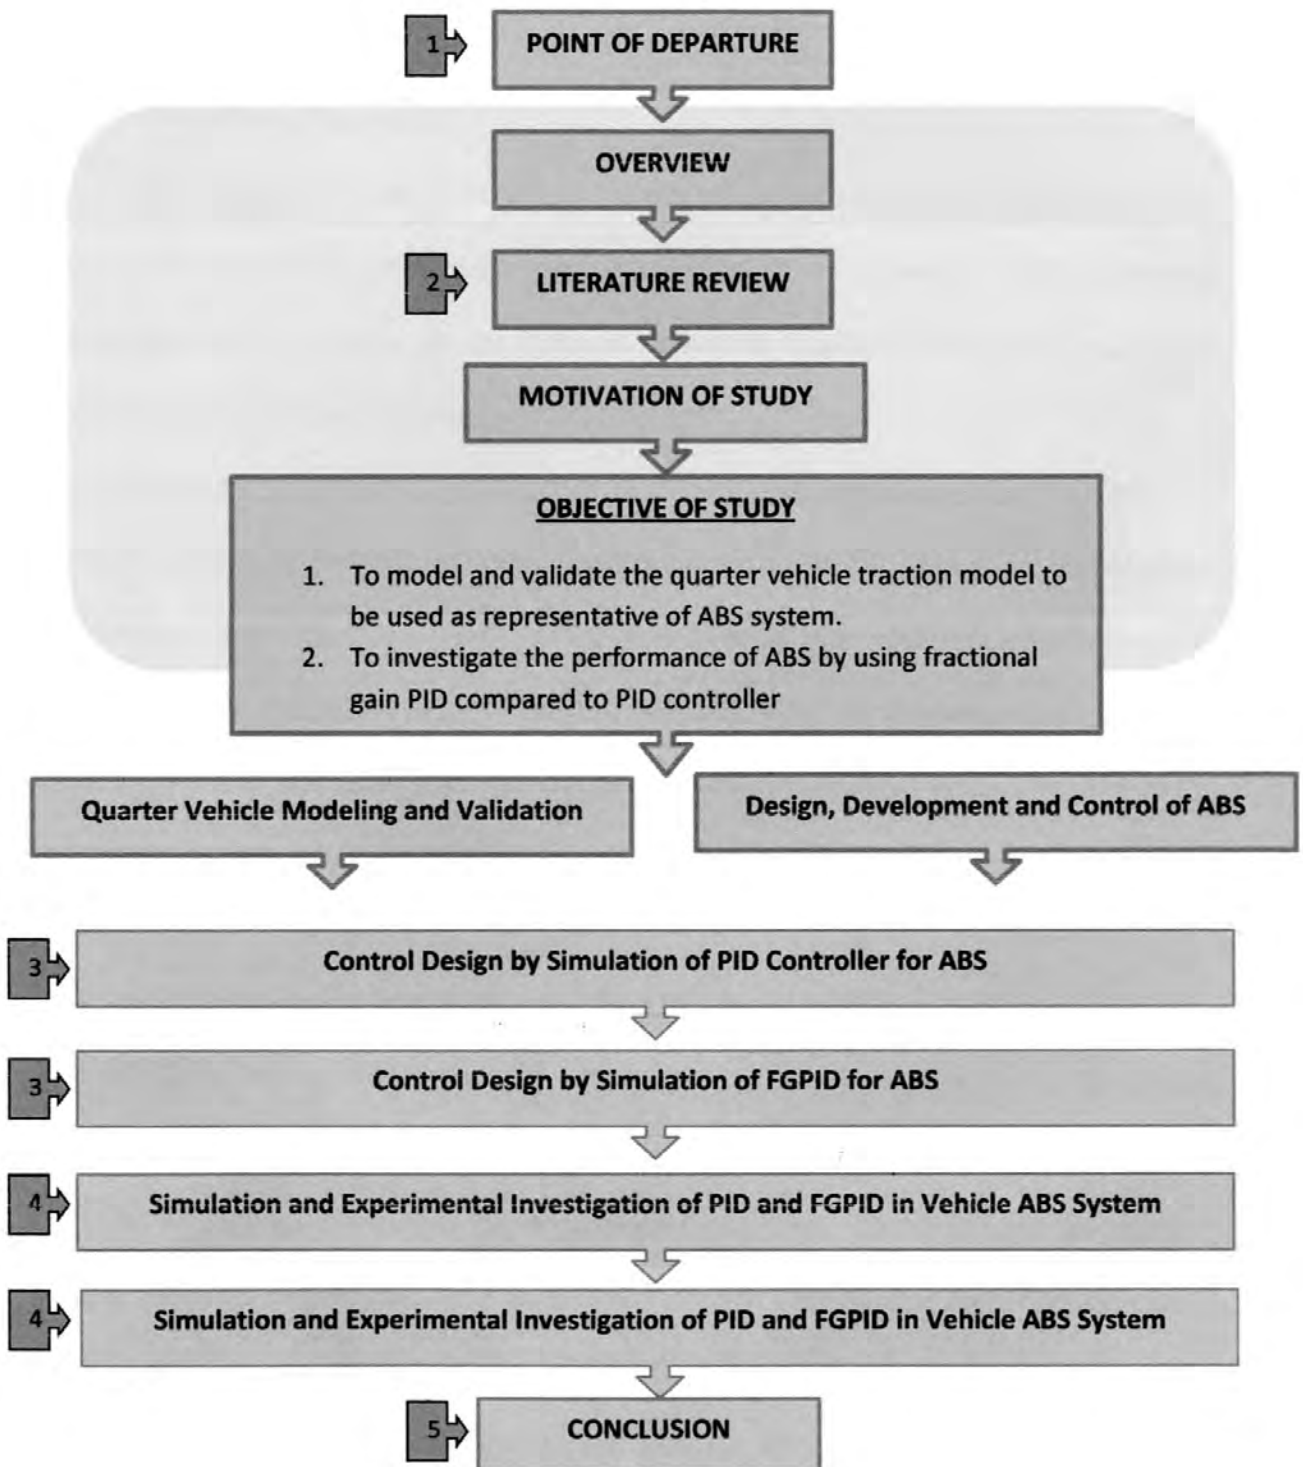 1
POINT OF DEPARTURE
OVERVIEW
2
LITERATURE REVIEW
MOTIVATION OF STUDY
OBJECTIVE OF STUDY
1. To model and validate the quarter vehicle traction model to
be used as representative of ABS system.
2. To investigate the performance of ABS by using fractional
gain PID compared to PID controller
Quarter Vehicle Modeling and Validation
Design, Development and Control of ABS
3
Control Design by Simulation of PID Controller for ABS
3
Control Design by Simulation of FGPID for ABS
4
Simulation and Experimental Investigation of PID and FGPID in Vehicle ABS System
4
Simulation and Experimental Investigation of PID and FGPID in Vehicle ABS System
5
CONCLUSION